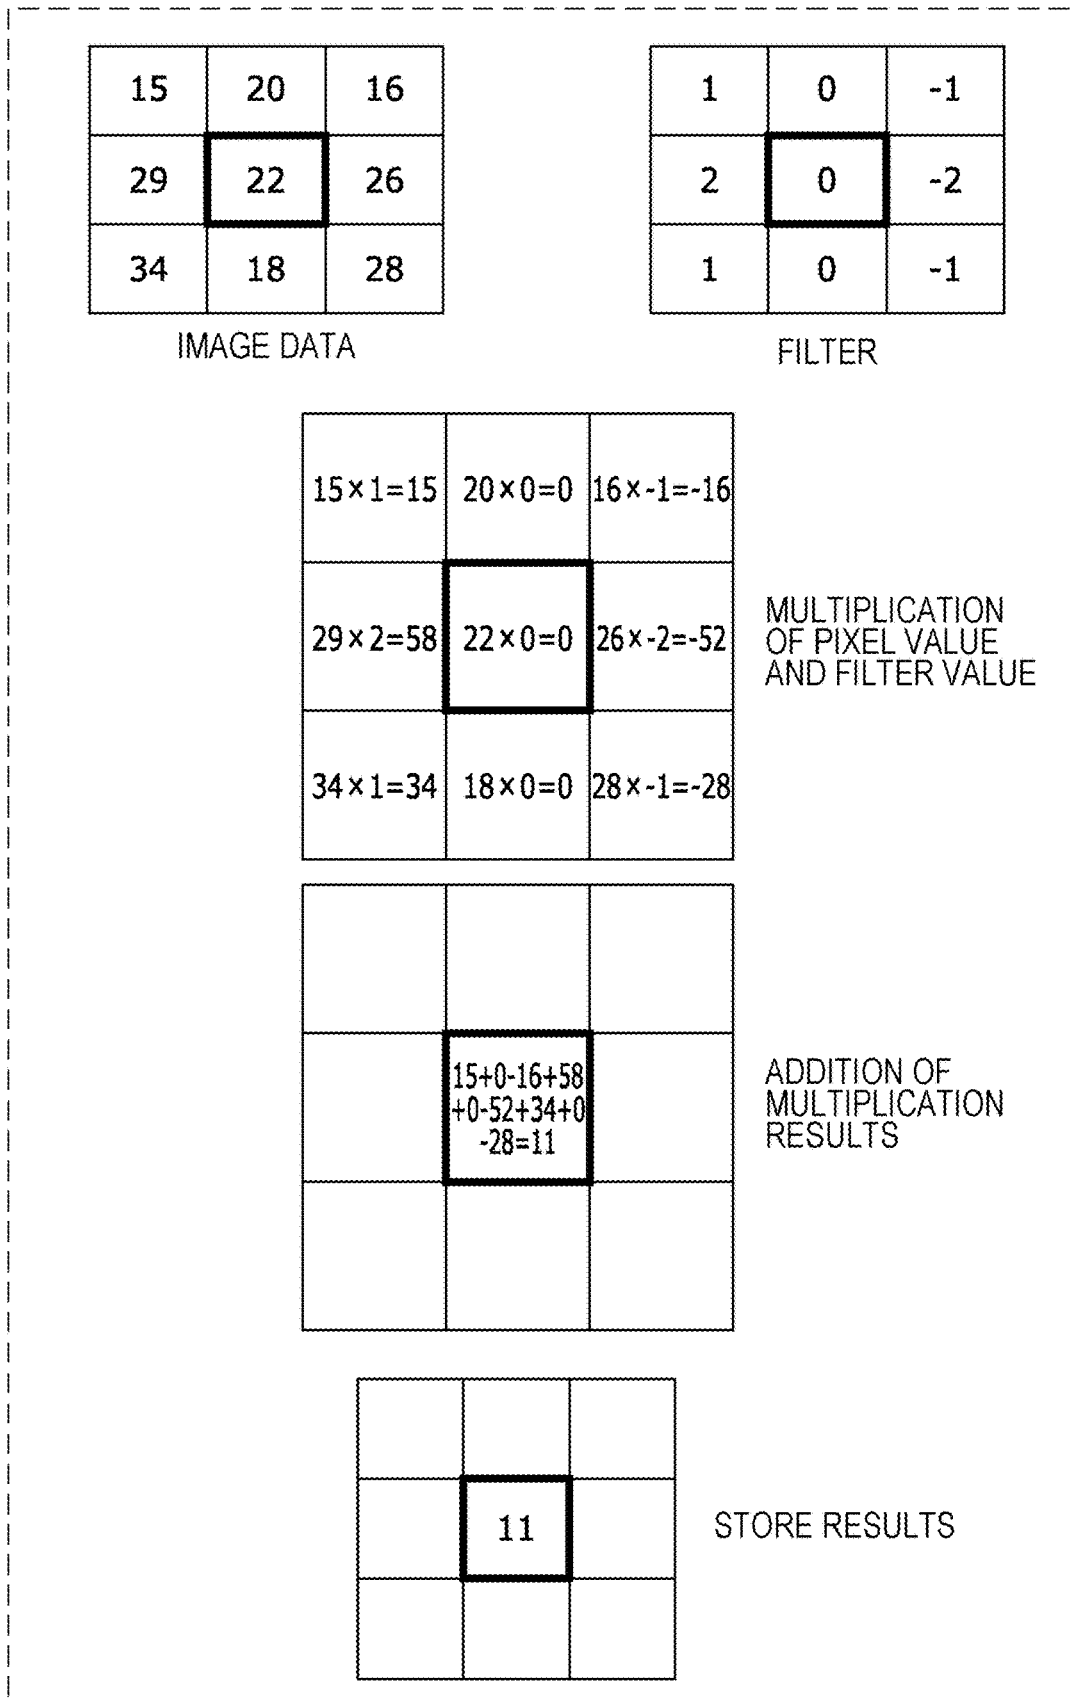 15 20 16
29 22 26
34 18 28
IMAGE DATA
1 0 -1
2 0 -2
1 0 -1
FILTER
15×1=15 20×0=0 16×-1=-16
29×2=58 22×0=0 26×-2=-52
34×1=34 18×0=0 28×-1=-28
MULTIPLICATION
OF PIXEL VALUE
AND FILTER VALUE
15+0-16+58
+0-52+34+0
-28=11
ADDITION OF
MULTIPLICATION
RESULTS
11
STORE RESULTS